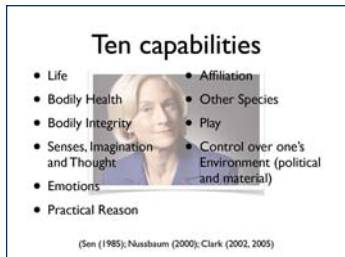 Ten capabilities
• Life
• Bodily Health
• Bodily Integrity
• Senses, Imagination
and Thought
• Emotions
• Practical Reason
• Affiliation
• Other Species
• Play
• Control over one's
Environment (political
and material)
(Sen (1985); Nussbaum (2000); Clark (2002, 2005)